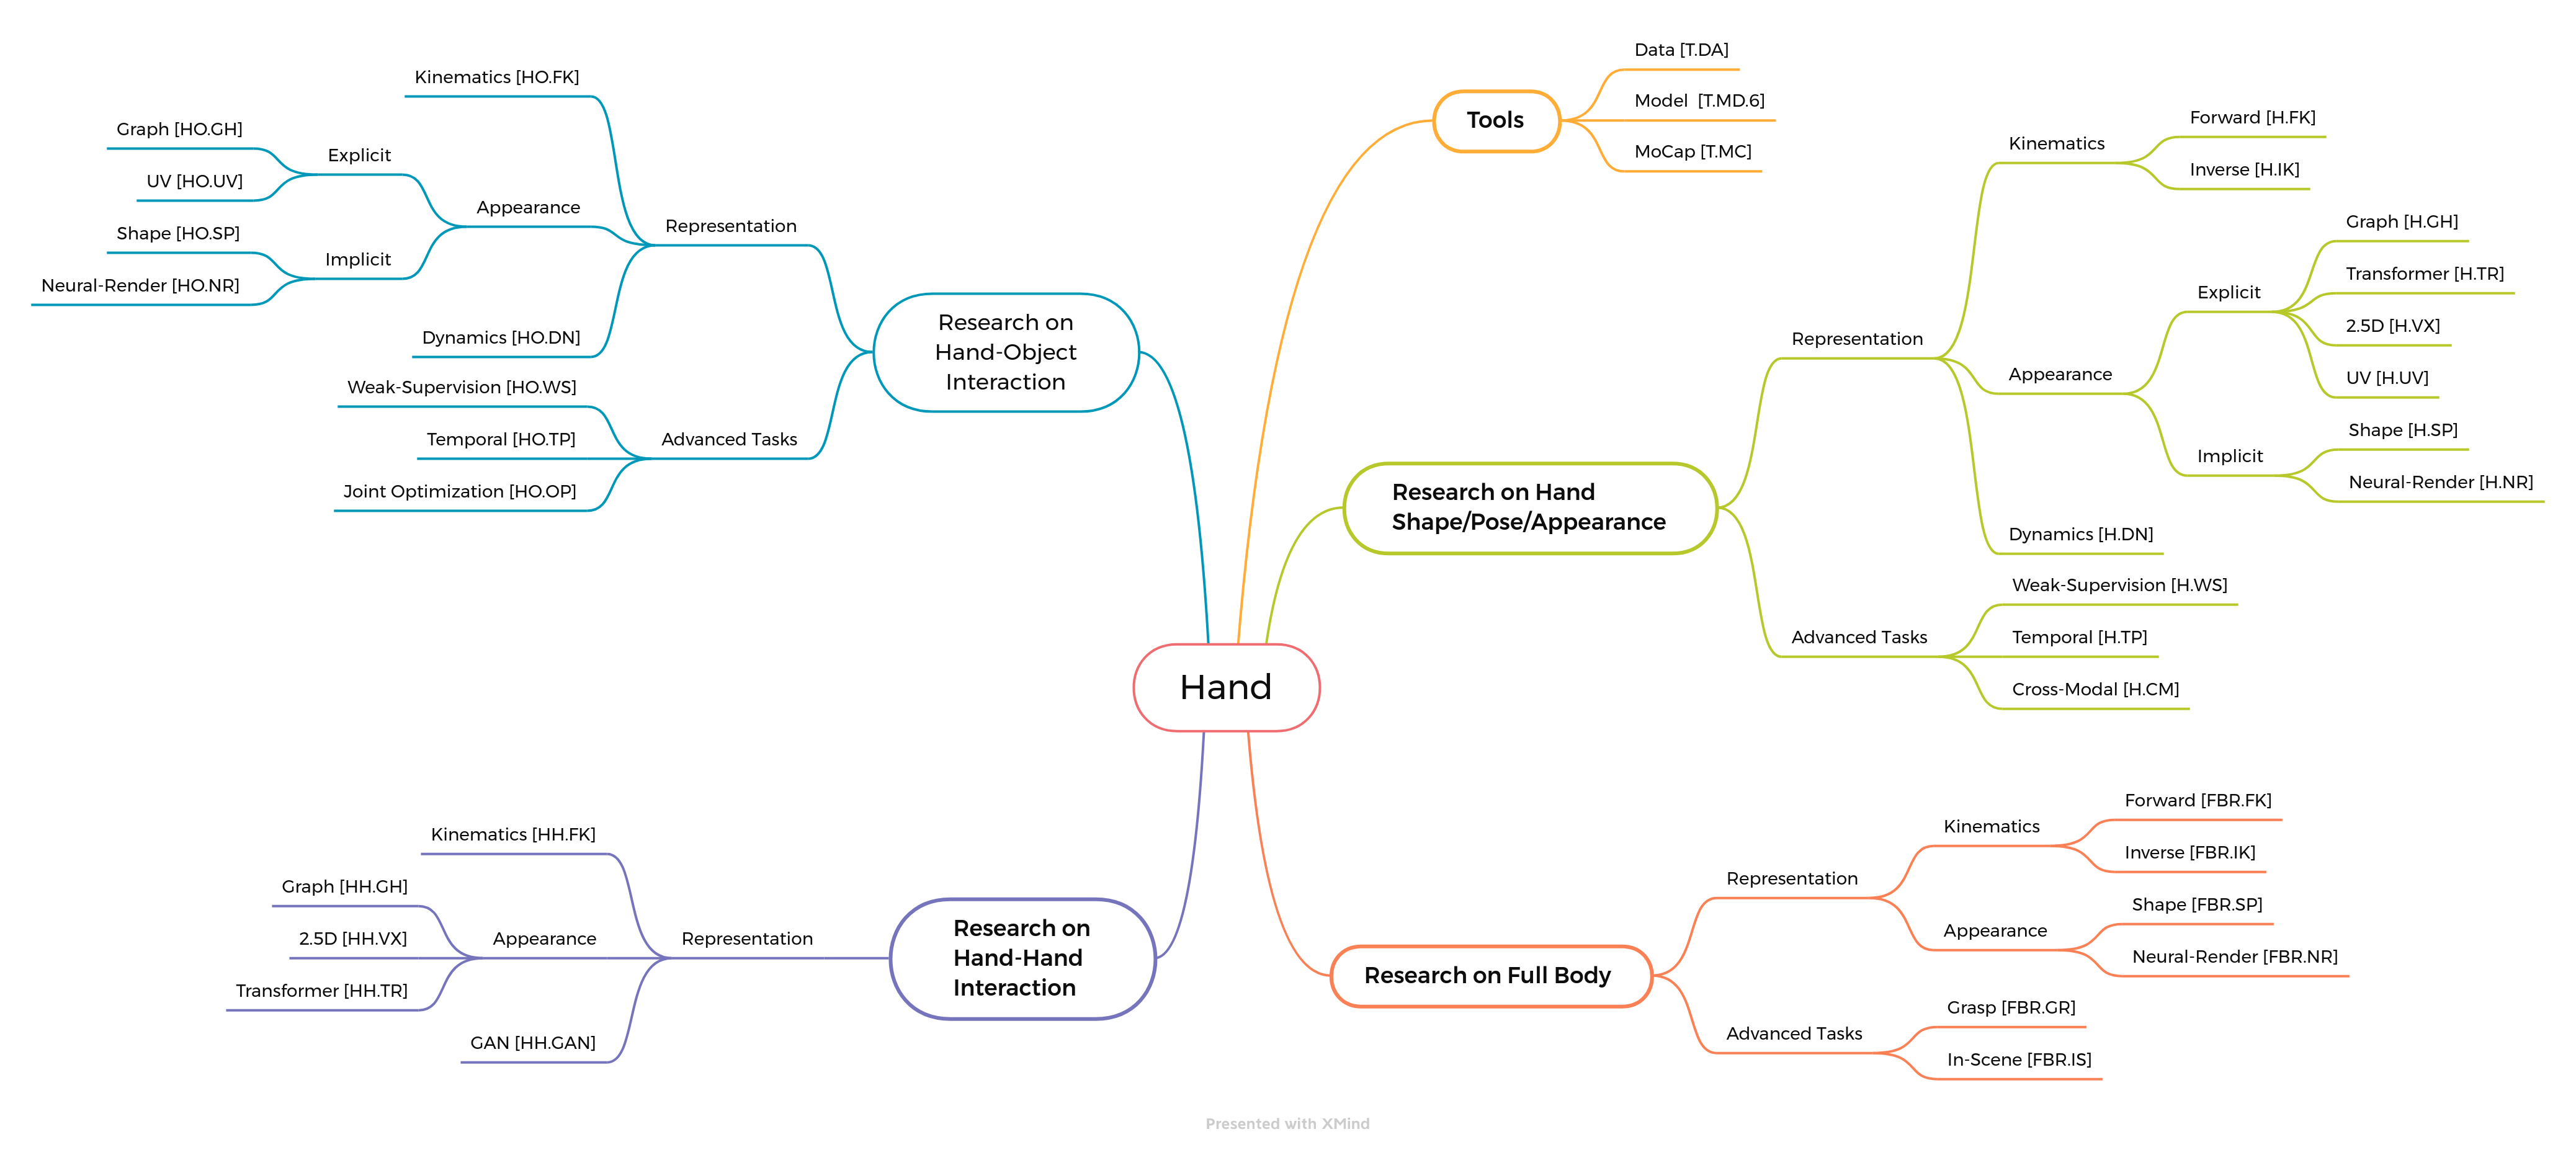 Hand
Tools
Data [T.DA]
Model  [T.MD.6]
MoCap [T.MC]
Research on Hand
Shape/Pose/Appearance
Representation
Kinematics
Forward [H.FK]
Inverse [H.IK]
Appearance
Explicit
Graph [H.GH]
Transformer [H.TR]
2.5D [H.VX]
UV [H.UV]
Implicit
Shape [H.SP]
Neural-Render [H.NR]
Dynamics [H.DN]
Advanced Tasks
Weak-Supervision [H.WS]
Temporal [H.TP]
Cross-Modal [H.CM]
Research on Full Body
Representation
Kinematics
Forward [FBR.FK]
Inverse [FBR.IK]
Appearance
Shape [FBR.SP]
Neural-Render [FBR.NR]
Advanced Tasks
Grasp [FBR.GR]
In-Scene [FBR.IS]
Research on
Hand-Object
Interaction
Representation
Kinematics [HO.FK]
Appearance
Explicit
Graph [HO.GH]
UV [HO.UV]
Implicit
Shape [HO.SP]
Neural-Render [HO.NR]
Dynamics [HO.DN]
Advanced Tasks
Weak-Supervision [HO.WS]
Temporal [HO.TP]
Joint Optimization [HO.OP]
Research on
Hand-Hand
Interaction
Representation
Kinematics [HH.FK]
Appearance
Graph [HH.GH]
2.5D [HH.VX]
Transformer [HH.TR]
GAN [HH.GAN]
Presented with XMind